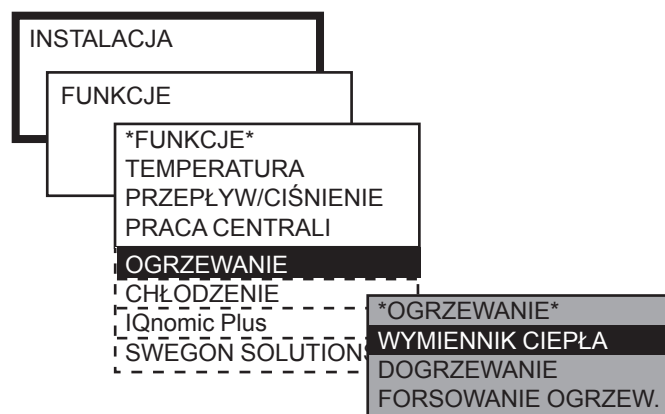 INSTALACJA
FUNKCJE
*FUNKCJE*
TEMPERATURA
PRZEPŁYW/CIŚNIENIE
PRACA CENTRALI
OGRZEWANIE
CHŁODZENIE
IQnomic Plus
SWEGON SOLUTIONS
*OGRZEWANIE*
WYMIENNIK CIEPŁA
DOGRZEWANIE
FORSOWANIE OGRZEW.